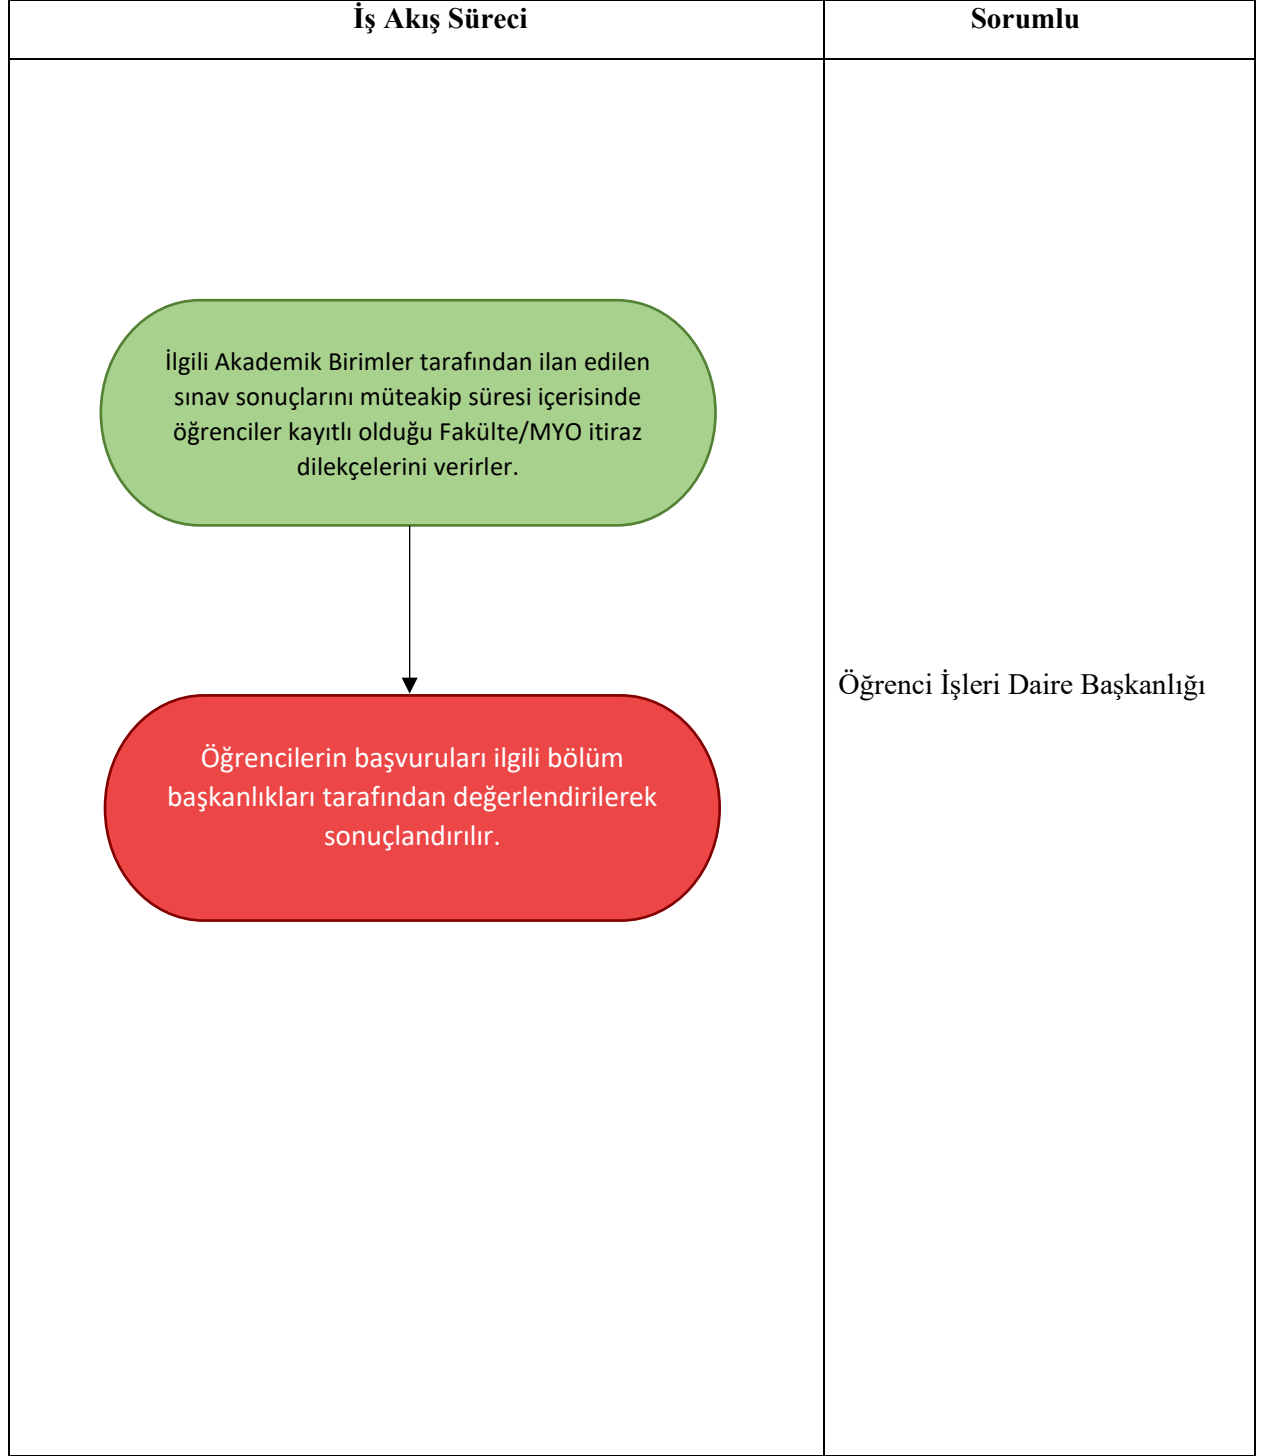 İş Akış Süreci
Sorumlu
İlgili Akademik Birimler tarafından ilan edilen
sınav sonuçlarını müteakip süresi içerisinde
öğrenciler kayıtlı olduğu Fakülte/MYO itiraz
dilekçelerini verirler.
Öğrencilerin başvuruları ilgili bölüm
başkanlıkları tarafından değerlendirilerek
sonuçlandırılır.
Öğrenci İşleri Daire Başkanlığı